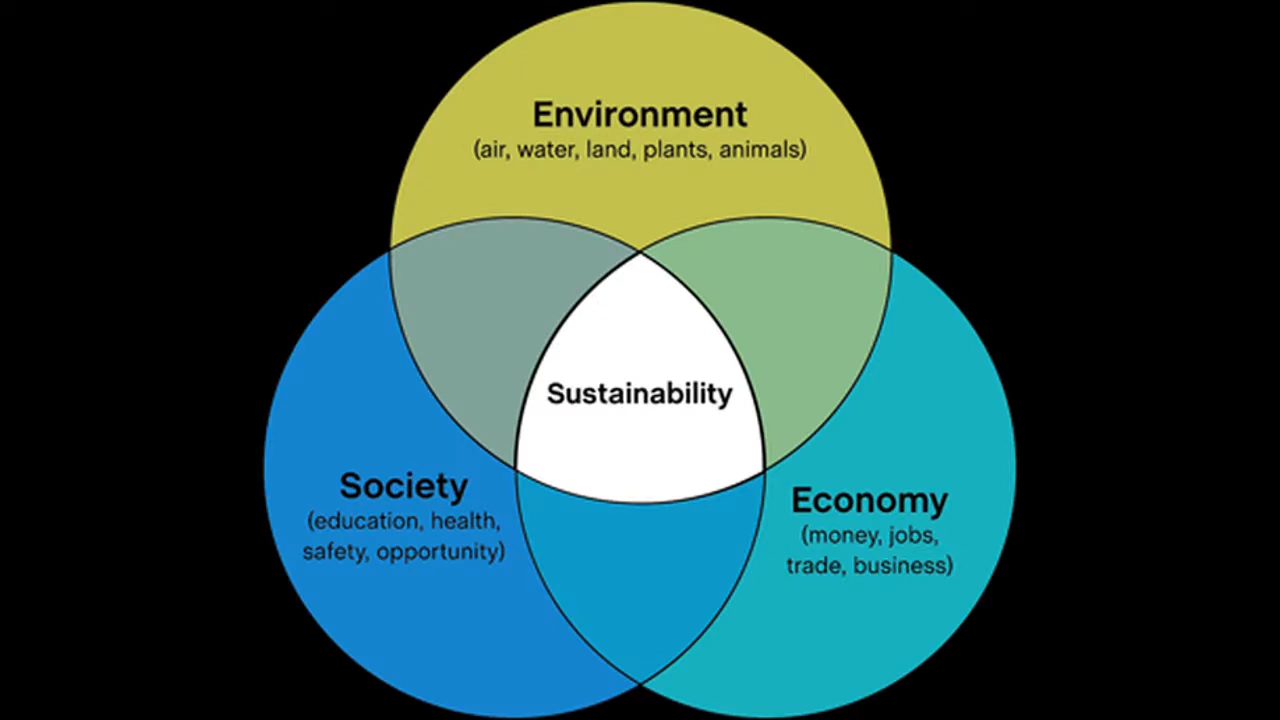 Environment
(air, water, land, plants, animals)
Sustainability
Society
(education, health,
safety, opportunity)
Economy
(money, jobs,
trade, business)